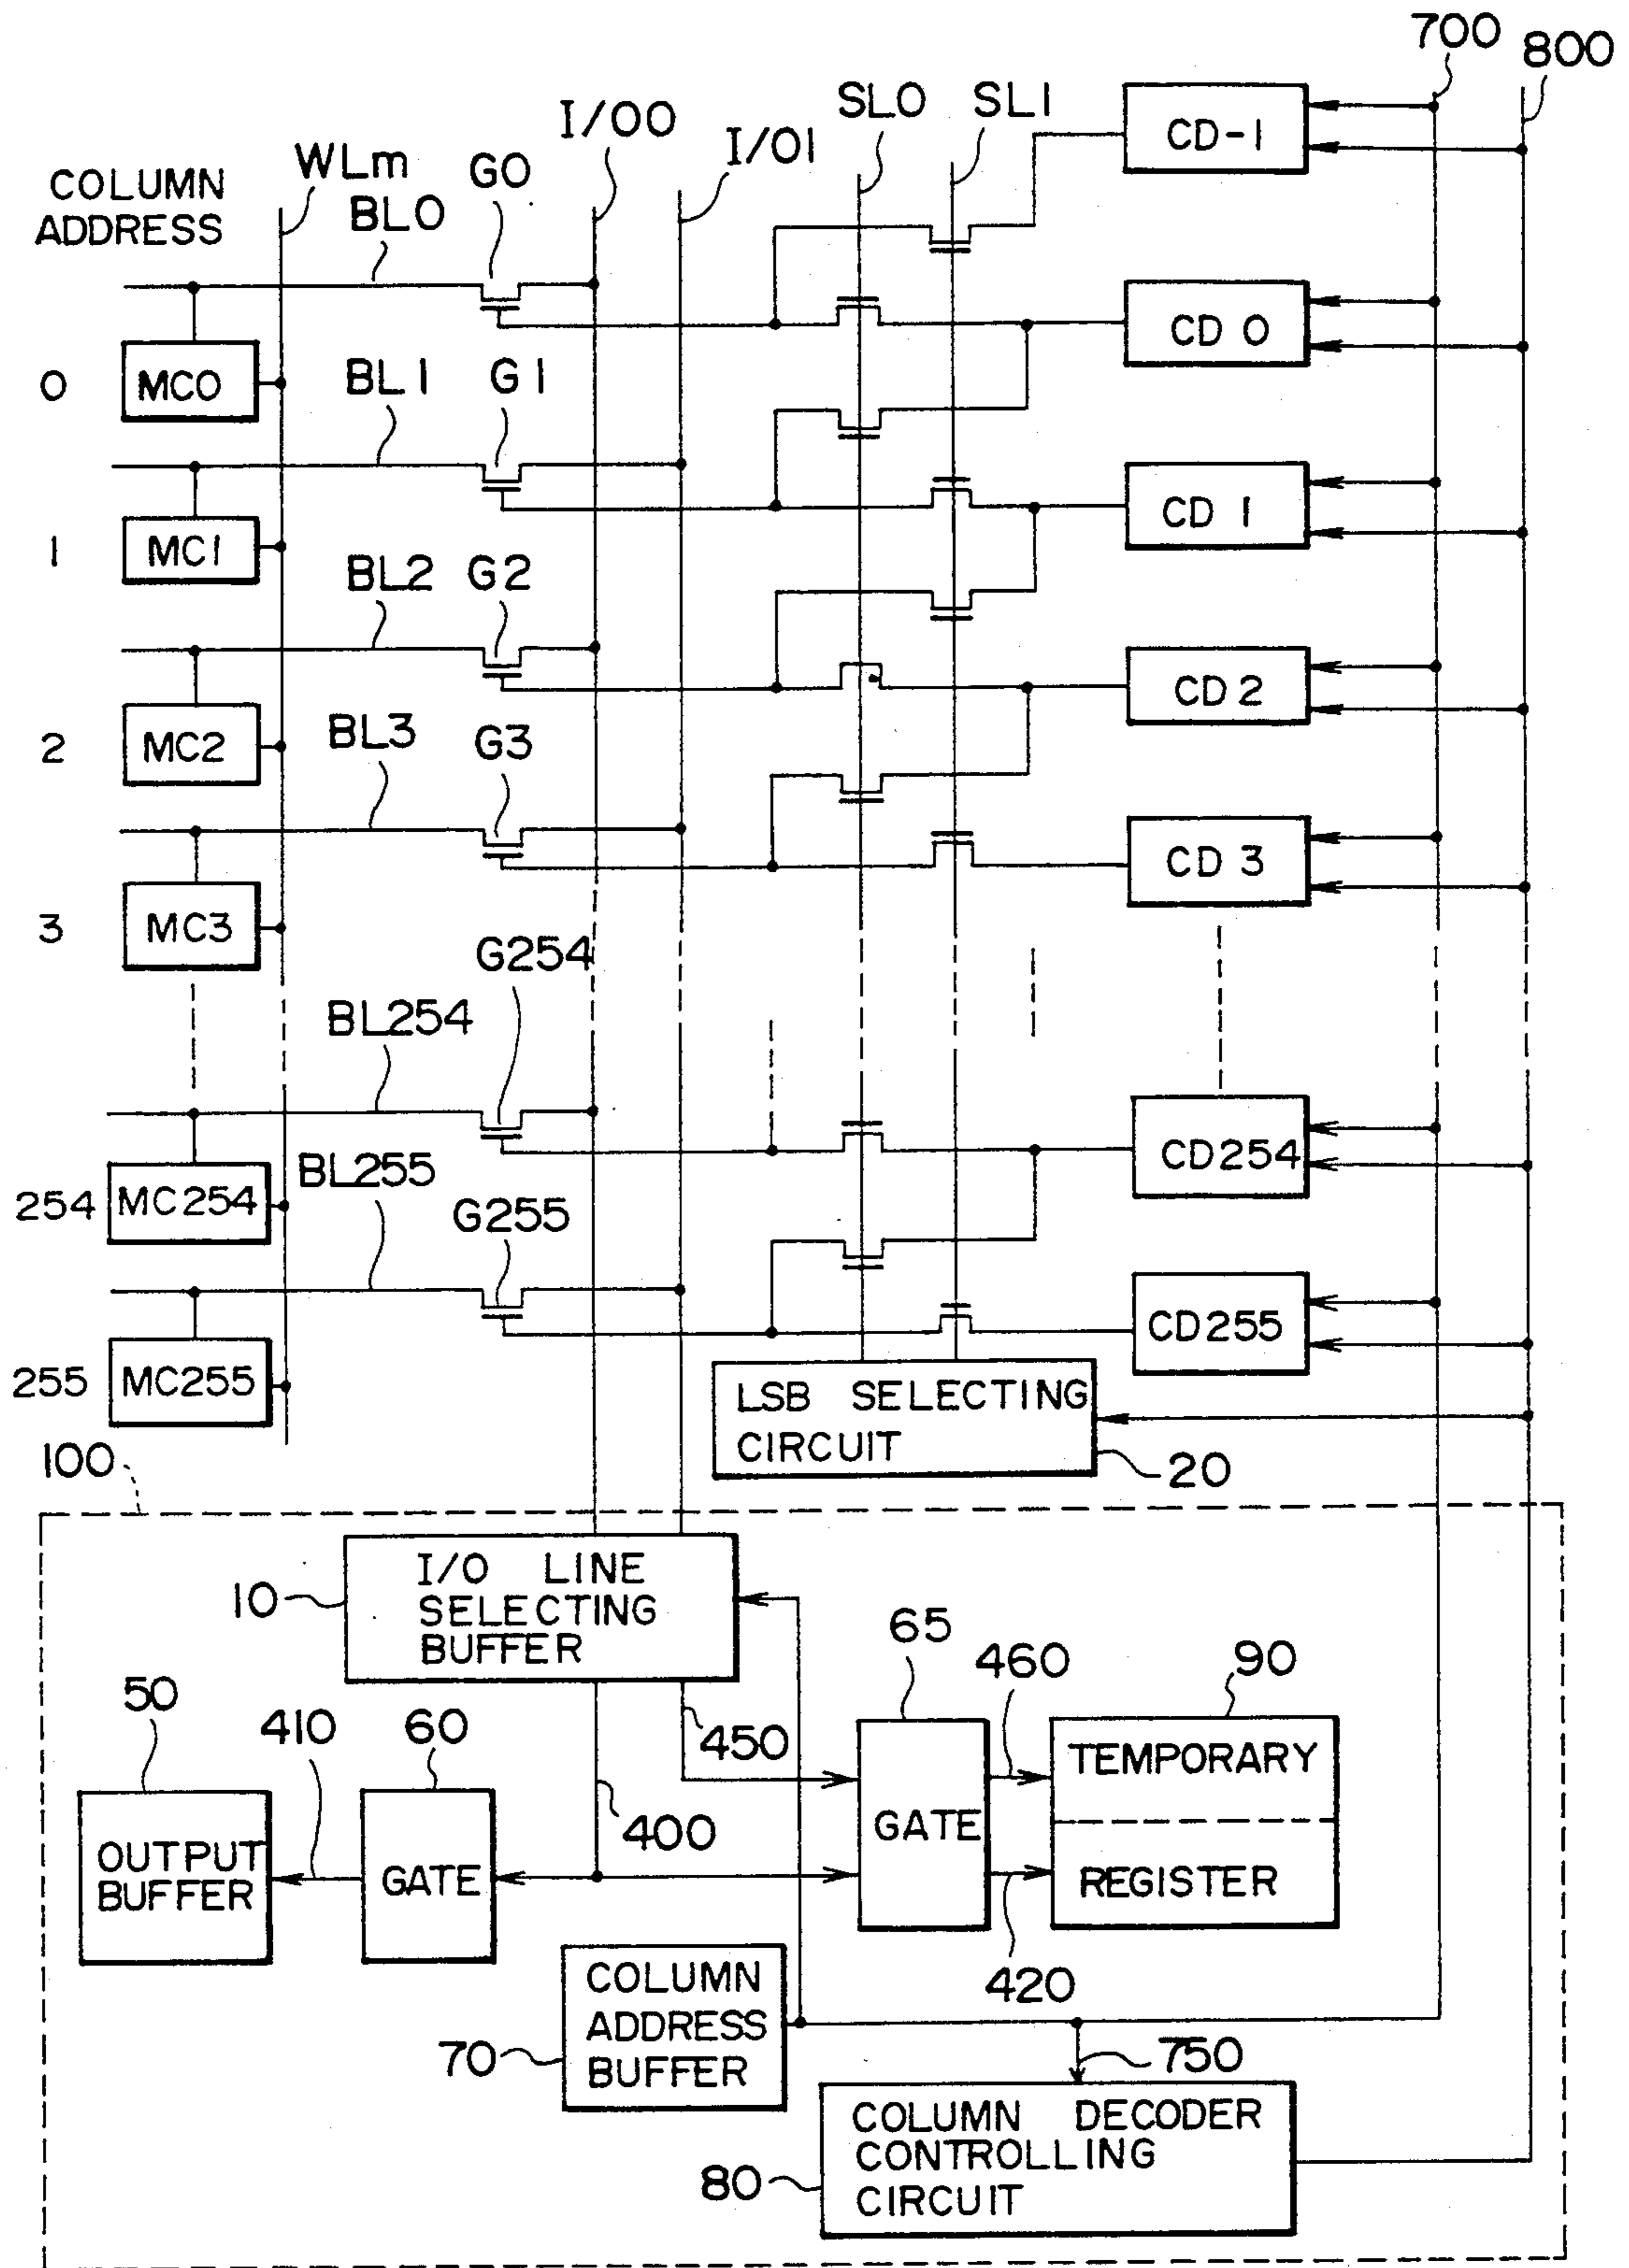 700
800
SL0
SL1
CD-1
I/O0
I/O1
WLm
G0
COLUMN
ADDRESS
BL0
CD 0
0
MC0
BL1
G1
CD 1
1
MC1
BL2
G2
CD 2
2
MC2
BL3
G3
CD 3
3
MC3
G254
BL254
CD254
254
MC254
BL255
G255
CD255
255
MC255
LSB SELECTING
CIRCUIT
20
100
10
I/O LINE
SELECTING
BUFFER
65
460
90
50
410
60
450
TEMPORARY
REGISTER
400
GATE
OUTPUT
BUFFER
GATE
420
COLUMN
ADDRESS
BUFFER
70
750
COLUMN DECODER
CONTROLLING
CIRCUIT
80